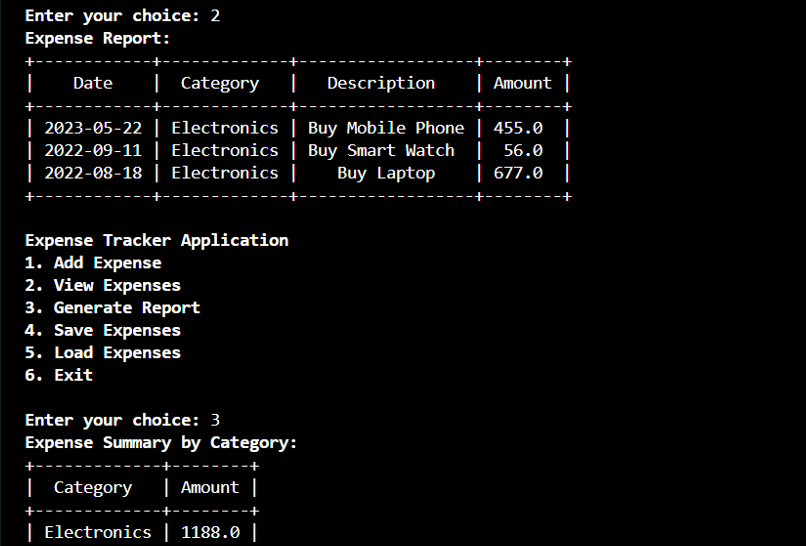 Enter your choice: 2
Expense Report:
+------------+-------------+------------------+--------+
|    Date    |  Category   |   Description    | Amount |
+------------+-------------+------------------+--------+
| 2023-05-22 | Electronics | Buy Mobile Phone | 455.0  |
| 2022-09-11 | Electronics | Buy Smart Watch  |  56.0  |
| 2022-08-18 | Electronics |    Buy Laptop    | 677.0  |
+------------+-------------+------------------+--------+
Expense Tracker Application
1. Add Expense
2. View Expenses
3. Generate Report
4. Save Expenses
5. Load Expenses
6. Exit
Enter your choice: 3
Expense Summary by Category:
+-------------+--------+
|  Category   | Amount |
+-------------+--------+
| Electronics | 1188.0 |